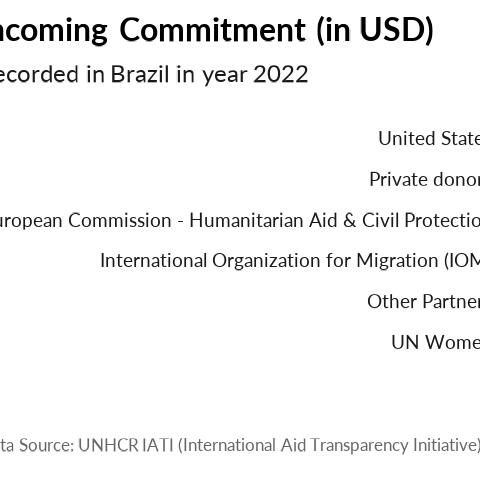 ncoming Commitment (in USD)
ecorded in Brazil in year 2022
United State
Private donor
uropean Commission - Humanitarian Aid & Civil Protectio
International Organization for Migration (IOM
Other Partner
UN Wome
ta Source: UNHCR IATI (International Aid Transparency Initiative)